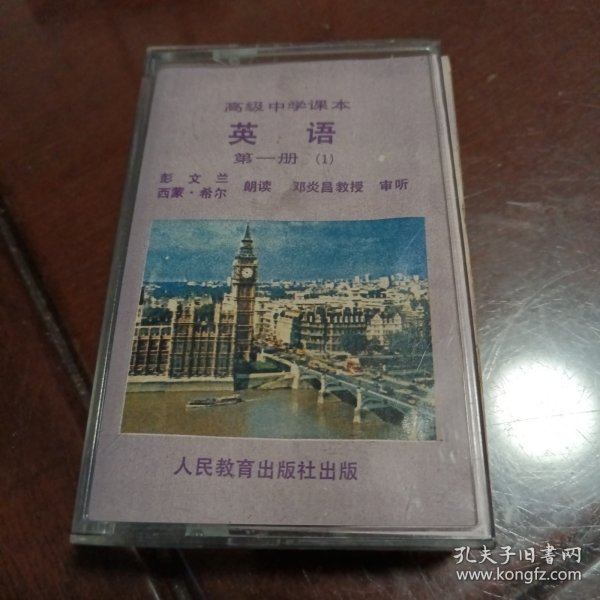 高级中学课本
英 语
第一册 (1)
彭 文 兰
西蒙·希尔 朗读 邓炎昌教授 审听
人民教育出版社出版
孔夫子旧书网
www.kongfz.com